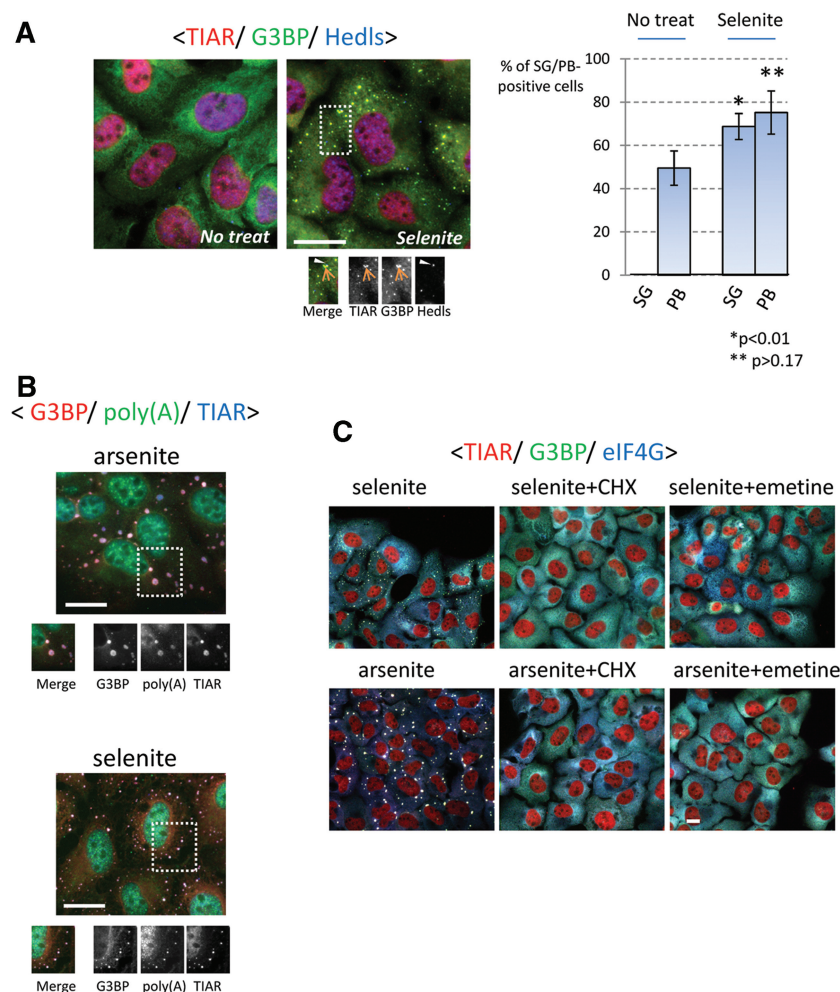 A
<TIAR/ G3BP/ Hedls>
No treat
Selenite
Merge TIAR G3BP Hedls
No treat Selenite
% of SG/PB-
positive cells
100
80
60
40
20
0
* **
SG PB SG PB
*p<0.01
** p>0.17
B
< G3BP/ poly(A)/ TIAR>
arsenite
Merge G3BP poly(A) TIAR
selenite
Merge G3BP poly(A) TIAR
C
<TIAR/ G3BP/ eIF4G>
selenite selenite+CHX selenite+emetine
arsenite arsenite+CHX arsenite+emetine